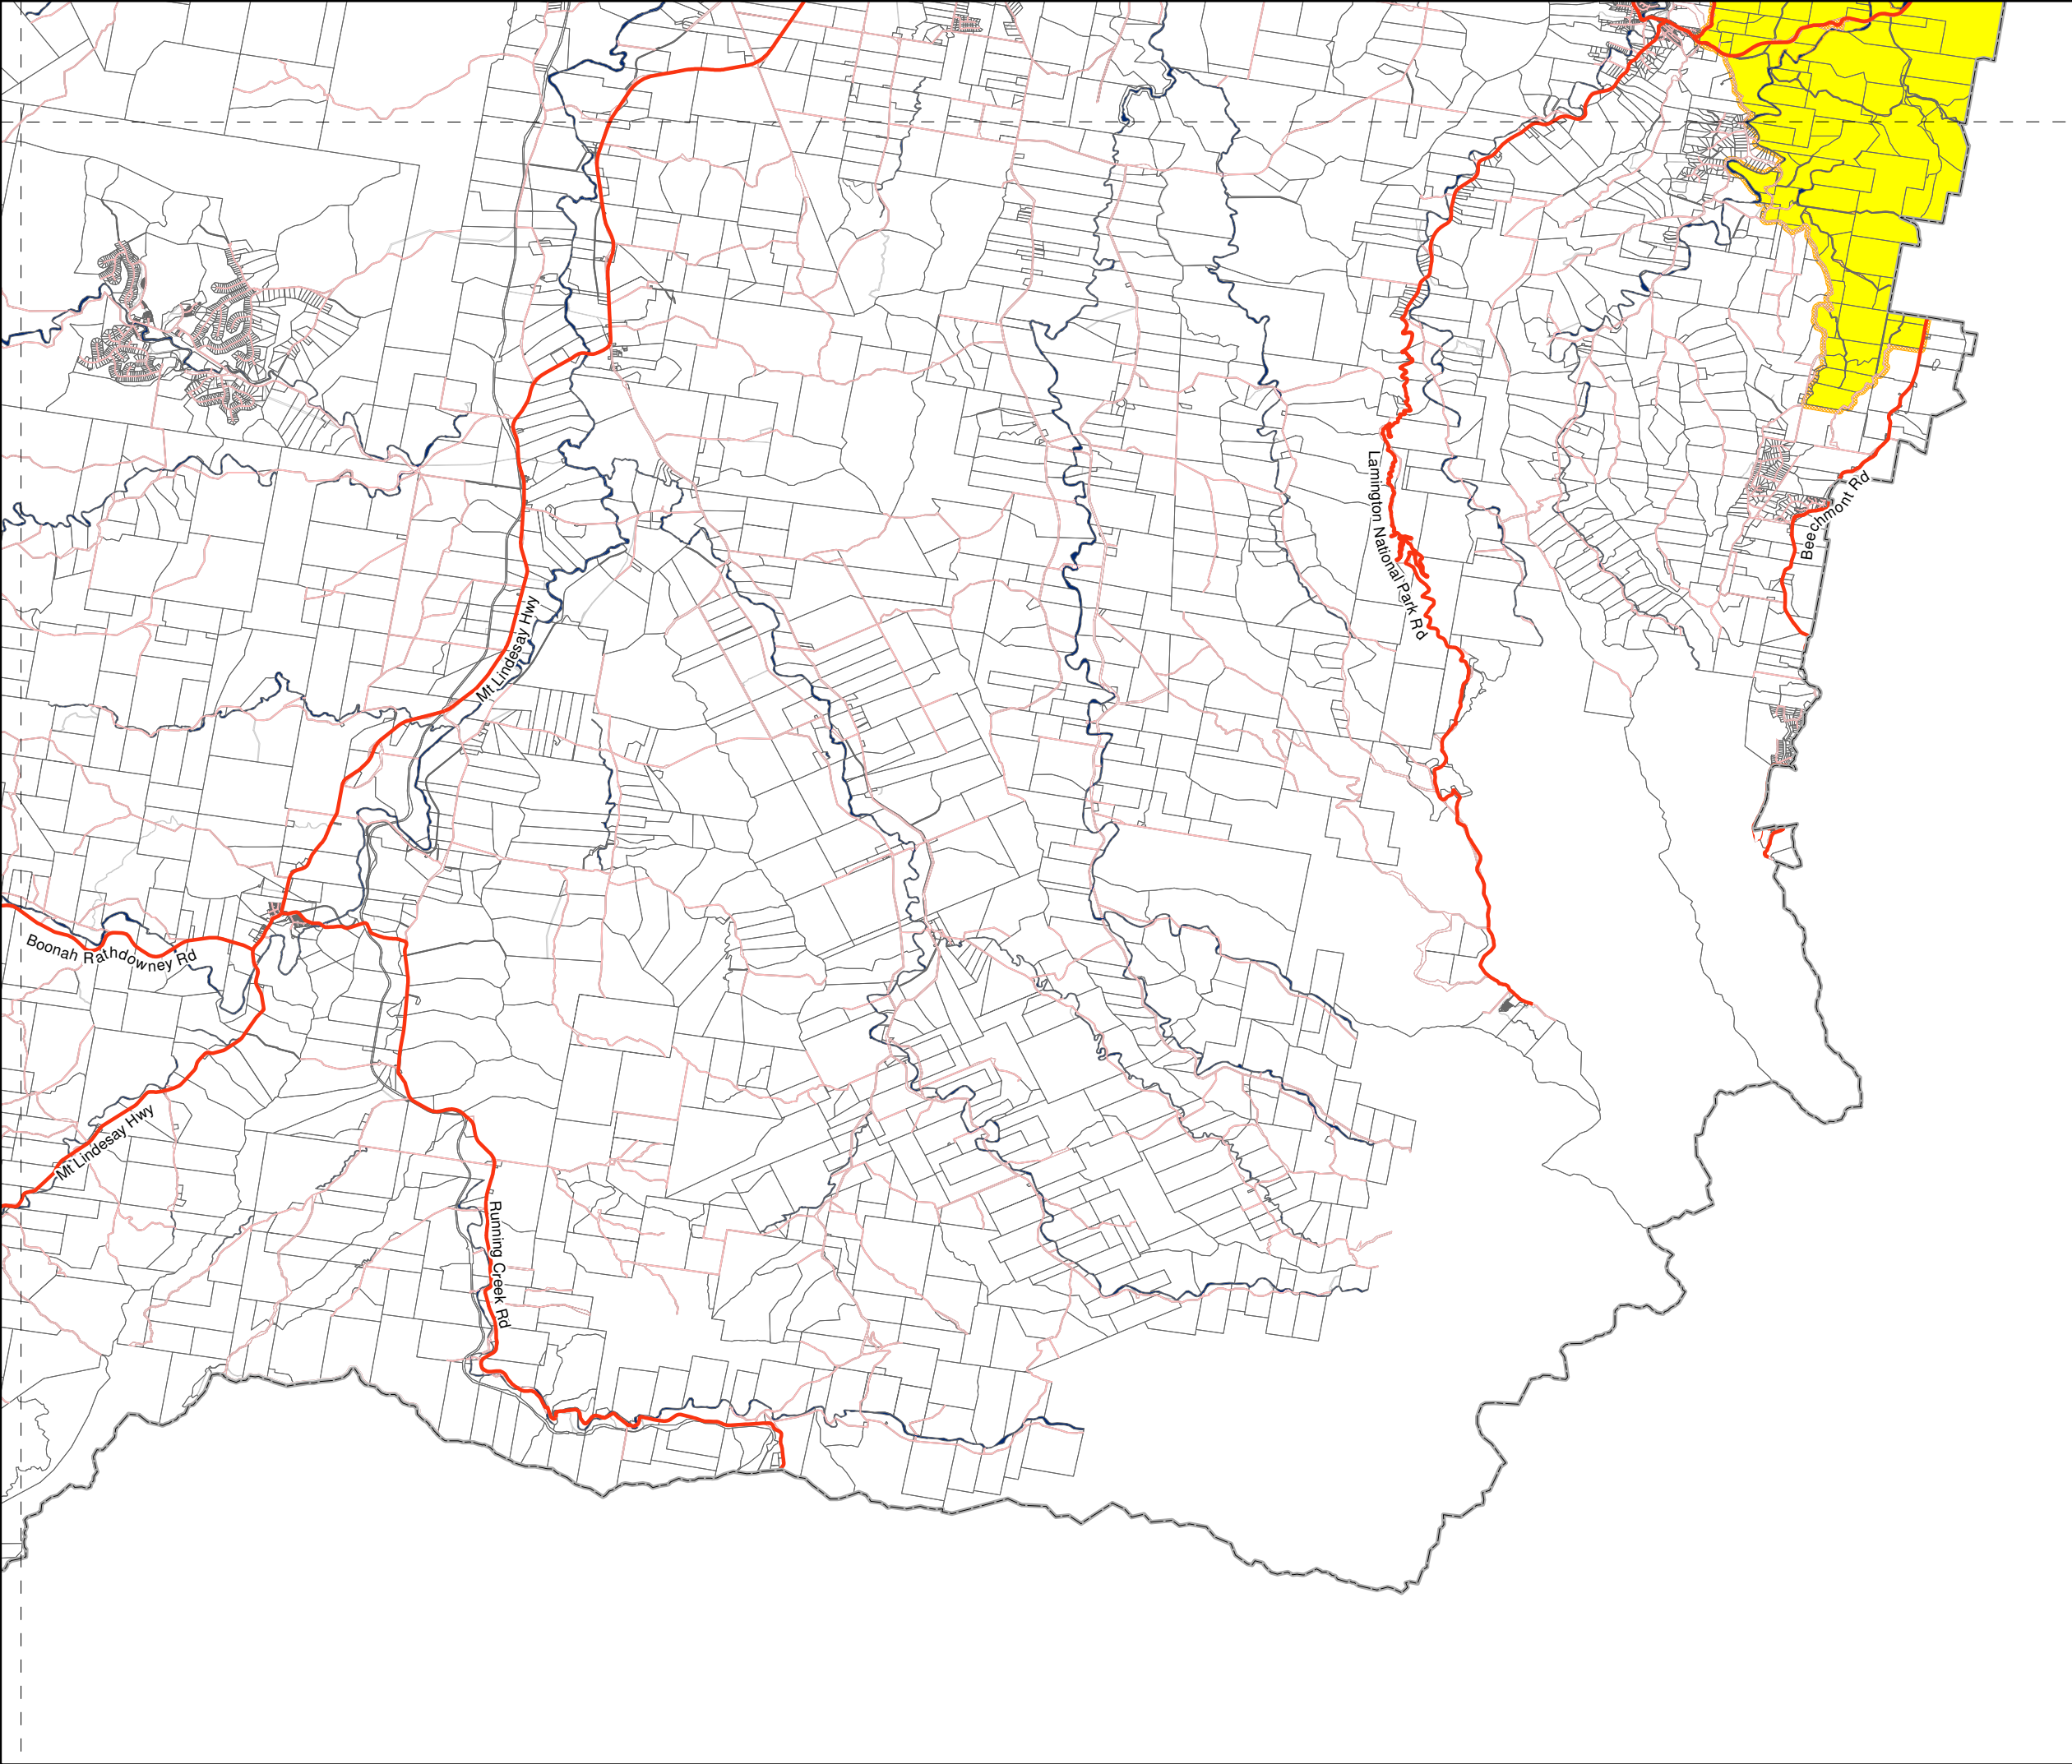 Lamington National Park Rd
Beechmont Rd
Mt Lindesay Hwy
Boonah Rathdowney Rd
Mt Lindesay Hwy
Running Creek Rd